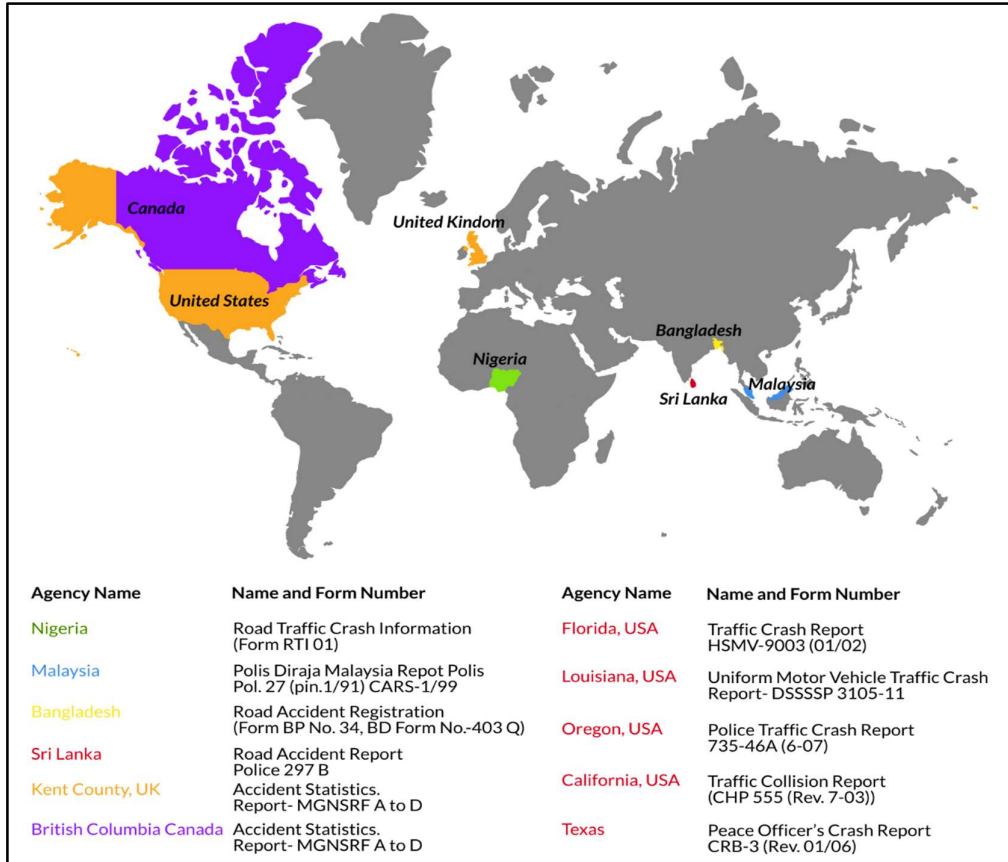 Canada
United Kindom
United States
Bangladesh
Nigeria
Malaysia
Sri Lanka
Agency Name Name and Form Number
Nigeria Road Traffic Crash Information
(Form RTI 01)
Malaysia Polis Diraja Malaysia Repot Polis
Pol. 27 (pin.1/91) CARS-1/99
Bangladesh Road Accident Registration
(Form BP No. 34, BD Form No.-403 Q)
Sri Lanka Road Accident Report
Police 297 B
Kent County, UK Accident Statistics.
Report- MGNSRF A to D
British Columbia Canada Accident Statistics.
Report- MGNSRF A to D
Agency Name Name and Form Number
Florida, USA Traffic Crash Report
HSMV-9003 (01/02)
Louisiana, USA Uniform Motor Vehicle Traffic Crash
Report- DSSSSP 3105-11
Oregon, USA Police Traffic Crash Report
735-46A (6-07)
California, USA Traffic Collision Report
(CHP 555 (Rev. 7-03))
Texas Peace Officer's Crash Report
CRB-3 (Rev. 01/06)